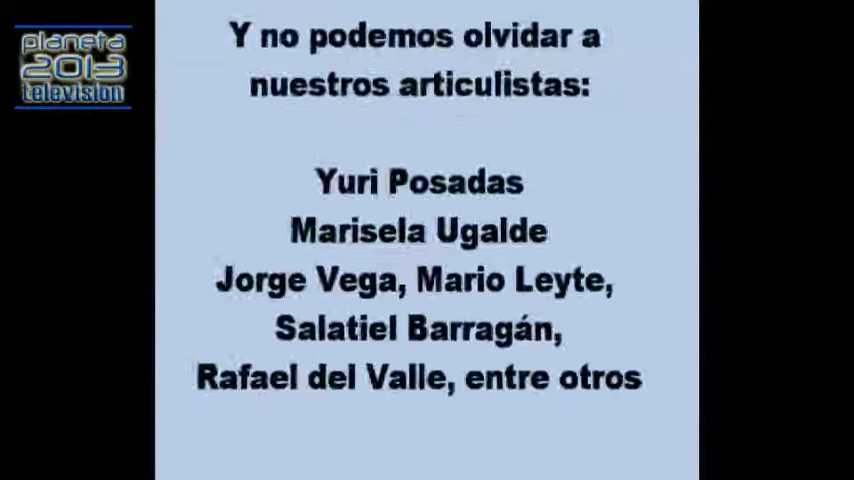 planeta
2013
television
Y no podemos olvidar a
nuestros articulistas:
Yuri Posadas
Marisela Ugalde
Jorge Vega, Mario Leyte,
Salatiel Barragán,
Rafael del Valle, entre otros